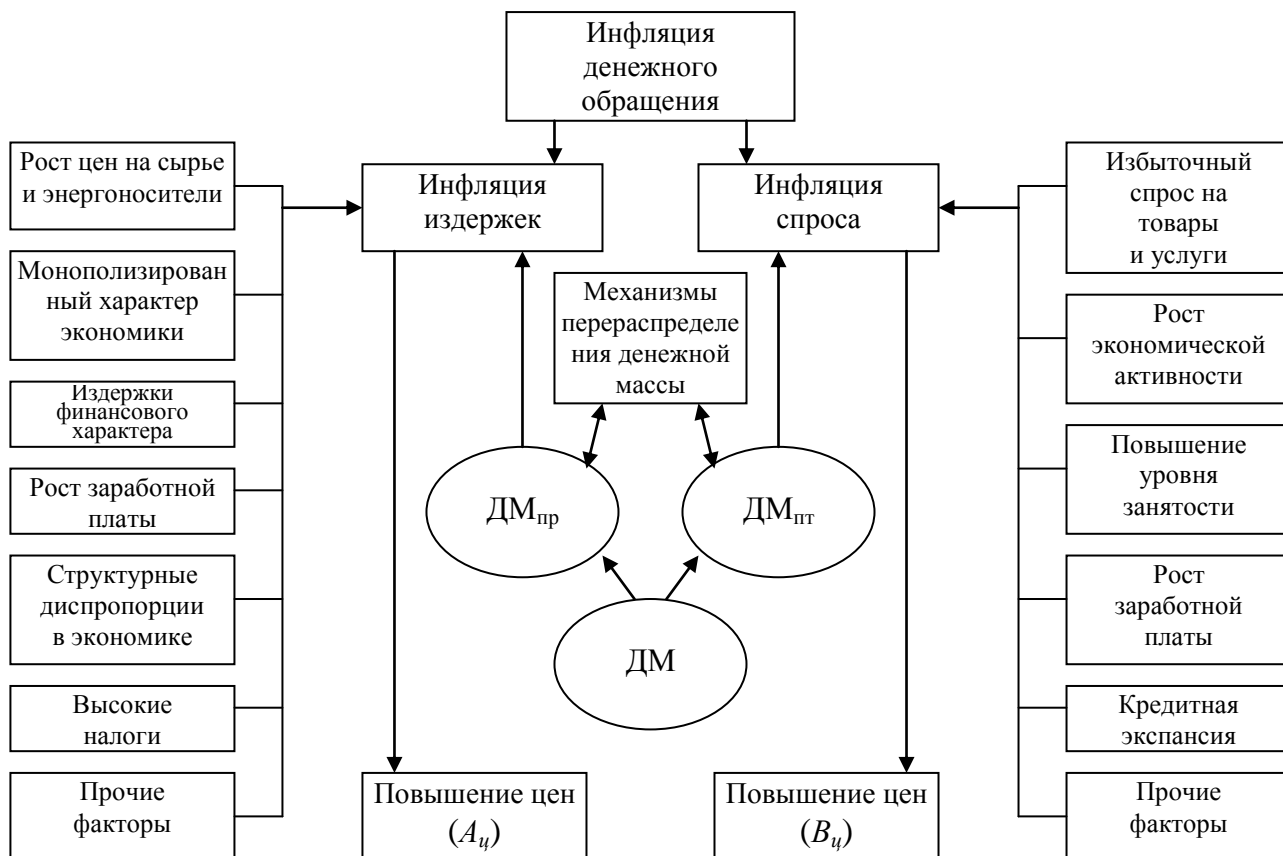 Инфляция
денежного
обращения
Рост цен на сырье
и энергоносители
Монополизирован
ный характер
экономики
Издержки
финансового
характера
Рост заработной
платы
Структурные
диспропорции
в экономике
Высокие
налоги
Прочие
факторы
Инфляция
издержек
Инфляция
спроса
Механизмы
перераспределе
ния денежной
массы
ДМпр
ДМпт
ДМ
Повышение цен
(Aц)
Повышение цен
(Bц)
Избыточный
спрос на
товары
и услуги
Рост
экономической
активности
Повышение
уровня
занятости
Рост
заработной
платы
Кредитная
экспансия
Прочие
факторы